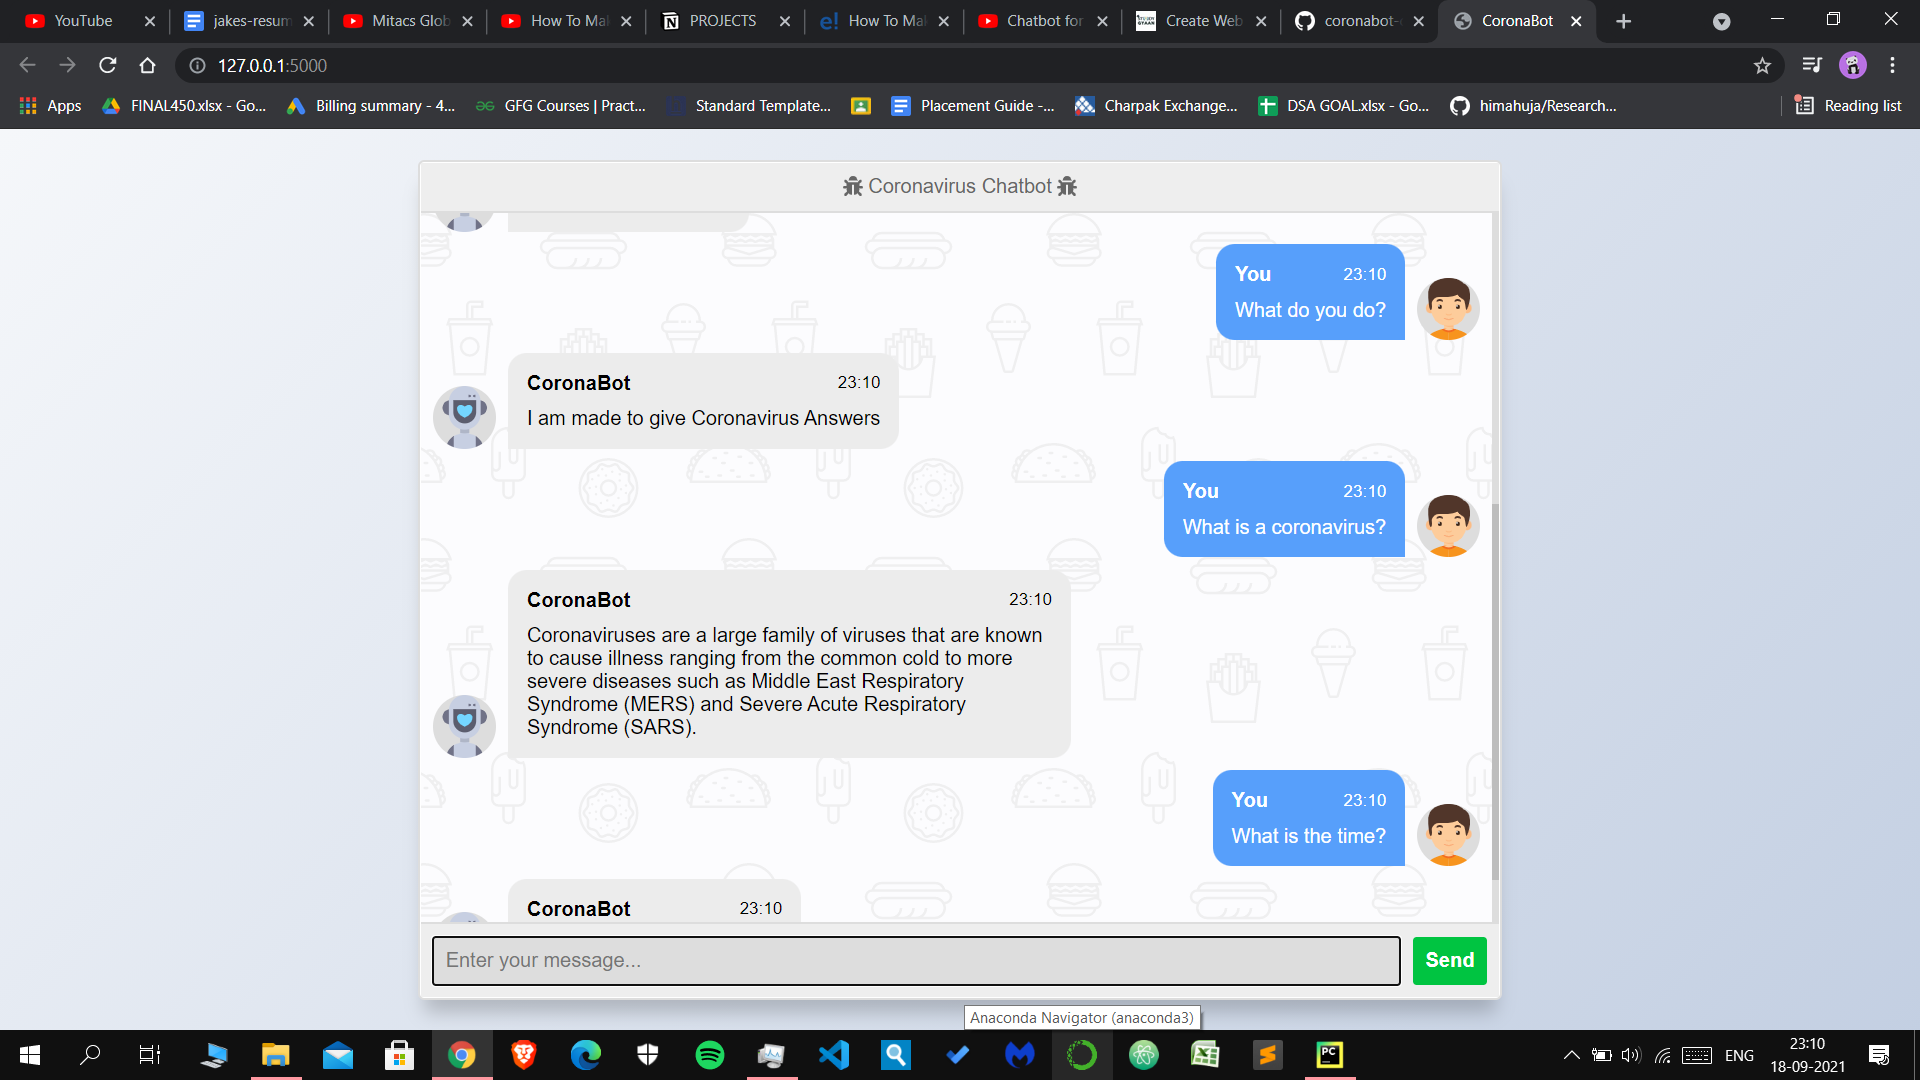 YouTube
jakes-resum
Mitacs Glob
How To Mal
PROJECTS
How To Mak
Chatbot for
Create Web
coronabot-
CoronaBot
127.0.0.1:5000
Apps
FINAL450.xlsx - Go...
Billing summary - 4...
GFG Courses | Pract...
Standard Template...
Placement Guide -...
Charpak Exchange...
DSA GOAL.xlsx - Go...
himahuja/Research...
Reading list
Coronavirus Chatbot
You 23:10
What do you do?
CoronaBot 23:10
I am made to give Coronavirus Answers
You 23:10
What is a coronavirus?
CoronaBot 23:10
Coronaviruses are a large family of viruses that are known
to cause illness ranging from the common cold to more
severe diseases such as Middle East Respiratory
Syndrome (MERS) and Severe Acute Respiratory
Syndrome (SARS).
You 23:10
What is the time?
CoronaBot 23:10
Enter your message...
Send
Anaconda Navigator (anaconda3)
PC
ENG
23:10
18-09-2021